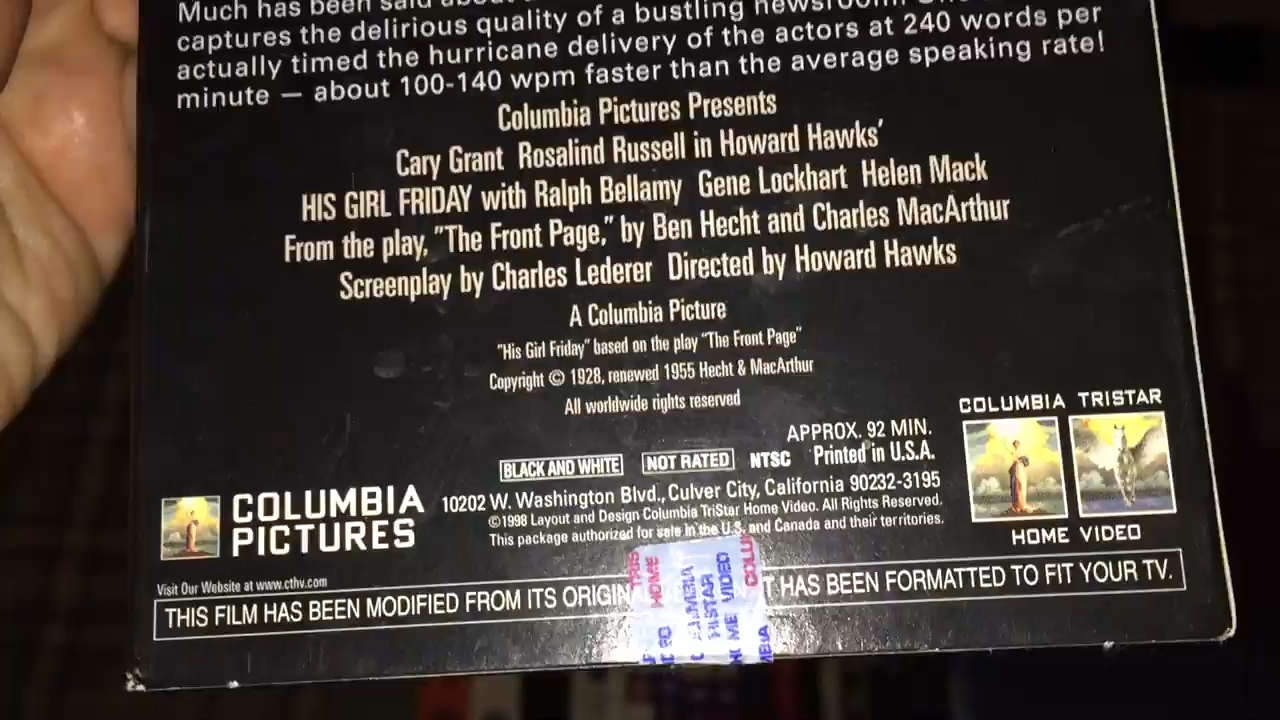 Much has been said about
captures the delirious quality of a bustling newsroom.
actually timed the hurricane delivery of the actors at 240 words per
minute — about 100-140 wpm faster than the average speaking rate!
Columbia Pictures Presents
Cary Grant Rosalind Russell in Howard Hawks'
HIS GIRL FRIDAY with Ralph Bellamy Gene Lockhart Helen Mack
From the play, "The Front Page," by Ben Hecht and Charles MacArthur
Screenplay by Charles Lederer Directed by Howard Hawks
A Columbia Picture
"His Girl Friday" based on the play "The Front Page"
Copyright © 1928, renewed 1955 Hecht & MacArthur
All worldwide rights reserved
COLUMBIA TRISTAR
HOME VIDEO
APPROX. 92 MIN.
BLACK AND WHITE NOT RATED NTSC Printed in U.S.A.
COLUMBIA
PICTURES
10202 W. Washington Blvd., Culver City, California 90232-3195
©1998 Layout and Design Columbia TriStar Home Video. All Rights Reserved.
This package authorized for sale in the U.S. and Canada and their territories.
Visit Our Website at www.cthv.com
THIS FILM HAS BEEN MODIFIED FROM ITS HAS BEEN FORMATTED TO FIT YOUR TV.
HOME
VIDEO